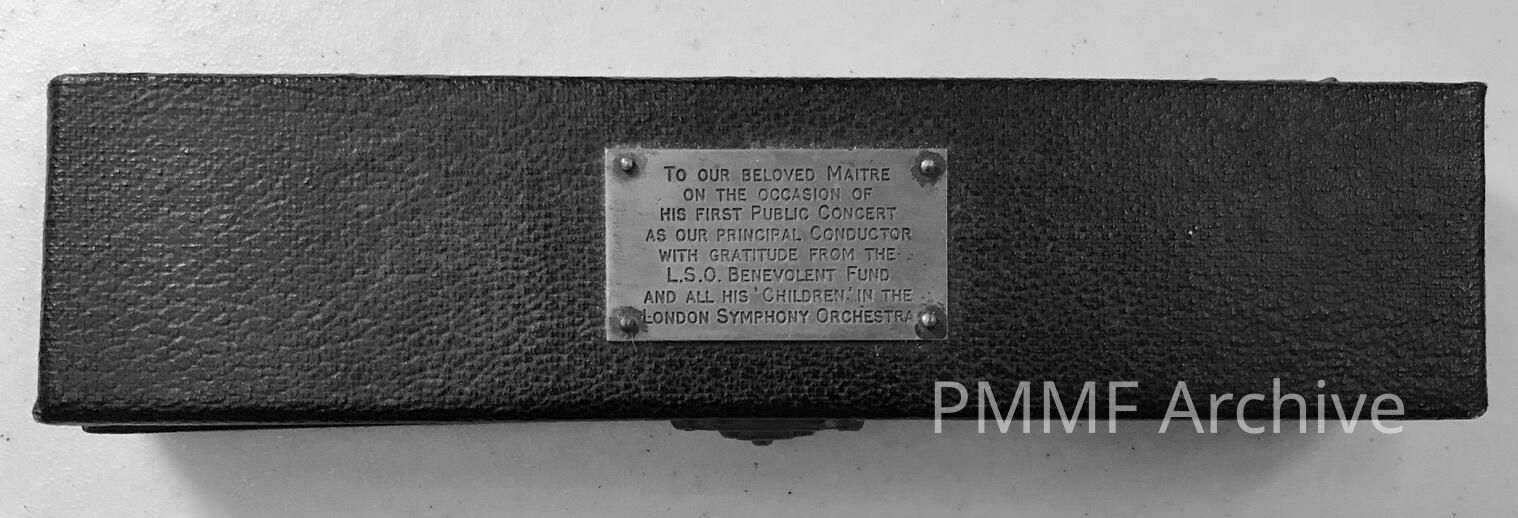 To our beloved Maitre
on the occasion of
his first Public Concert
as our principal Conductor
with gratitude from the
L.S.O. Benevolent Fund
and all his 'Children' in the
London Symphony Orchestra
PMMF Archive